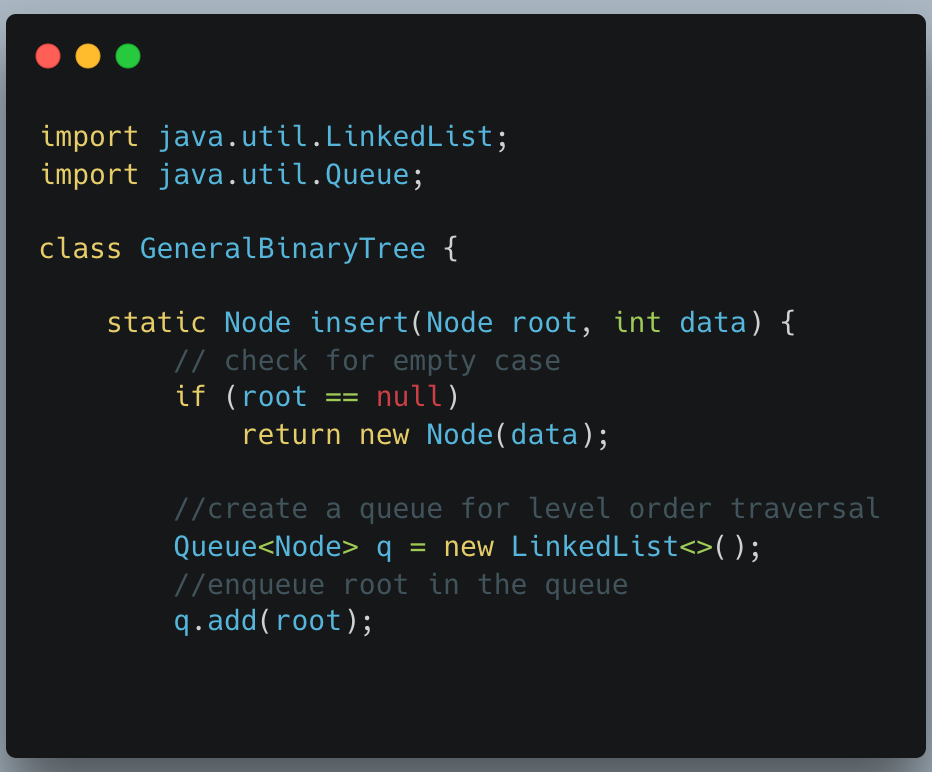 import java.util.LinkedList;
import java.util.Queue;

class GeneralBinaryTree {

    static Node insert(Node root, int data) {
        // check for empty case
        if (root == null)
            return new Node(data);

        //create a queue for level order traversal
        Queue<Node> q = new LinkedList<>();
        //enqueue root in the queue
        q.add(root);